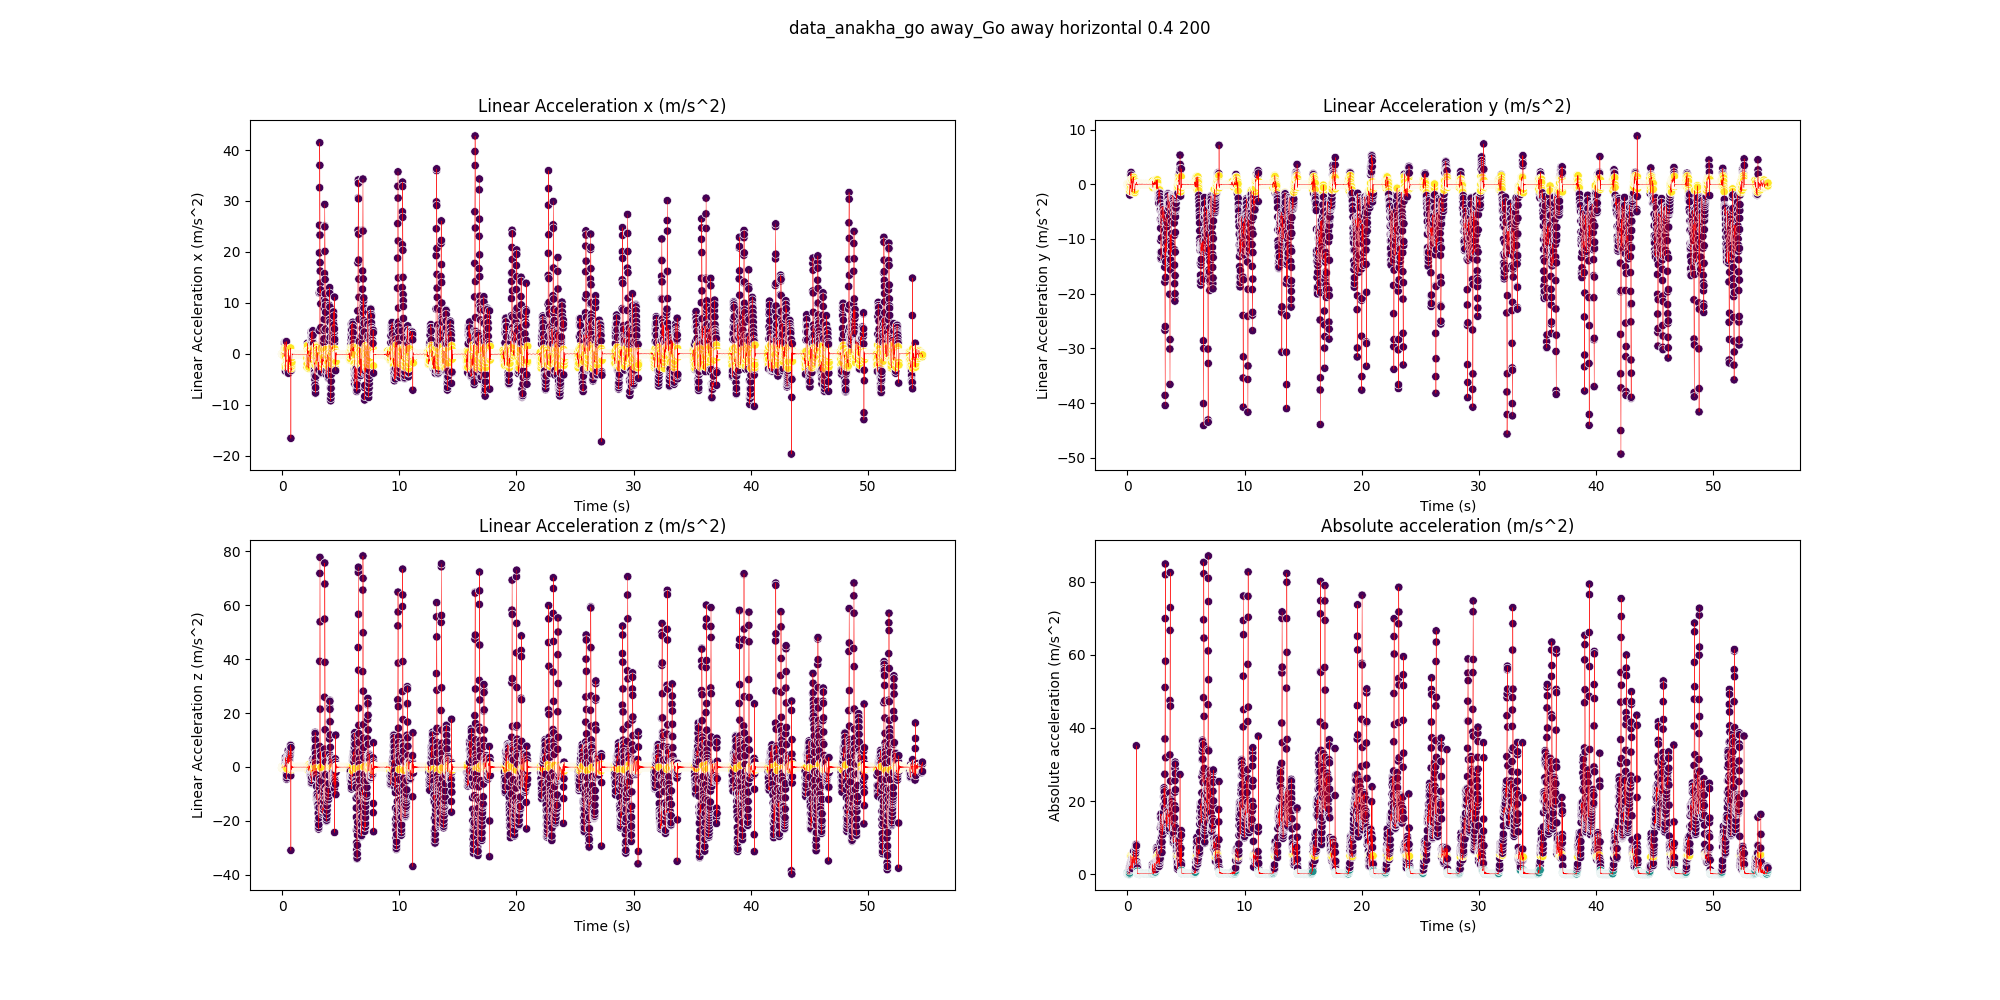 data_anakha_go away_Go away horizontal 0.4 200
Linear Acceleration x (m/s^2)
Linear Acceleration x (m/s^2)
40
30
20
10
0
−10
−20
0 10 20 30 40 50
Time (s)
Linear Acceleration y (m/s^2)
Linear Acceleration y (m/s^2)
10
0
−10
−20
−30
−40
−50
0 10 20 30 40 50
Time (s)
Linear Acceleration z (m/s^2)
Linear Acceleration z (m/s^2)
80
60
40
20
0
−20
−40
0 10 20 30 40 50
Time (s)
Absolute acceleration (m/s^2)
Absolute acceleration (m/s^2)
80
60
40
20
0
0 10 20 30 40 50
Time (s)